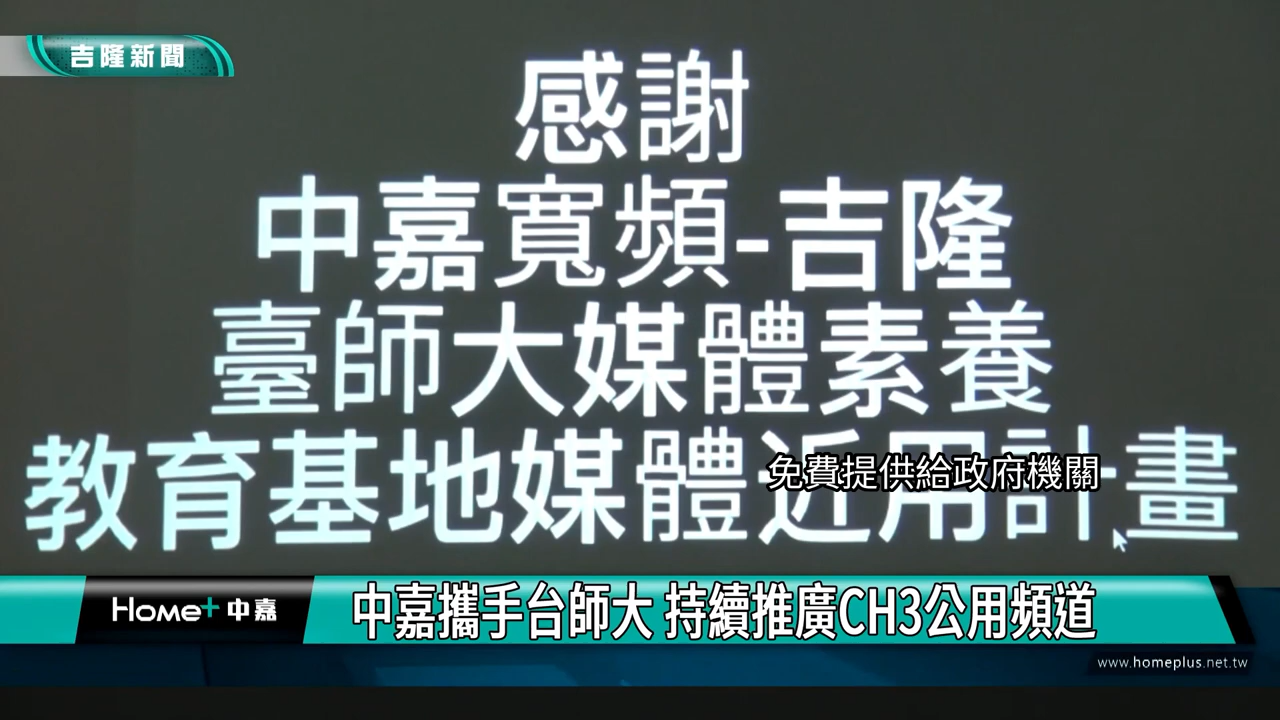 吉隆新聞
感謝
中嘉寬頻-吉隆
臺師大媒體素養
教育基地媒體近用計畫
免費提供給政府機關
Home+中嘉
中嘉攜手台師大 持續推廣CH3公用頻道
www.homeplus.net.tw